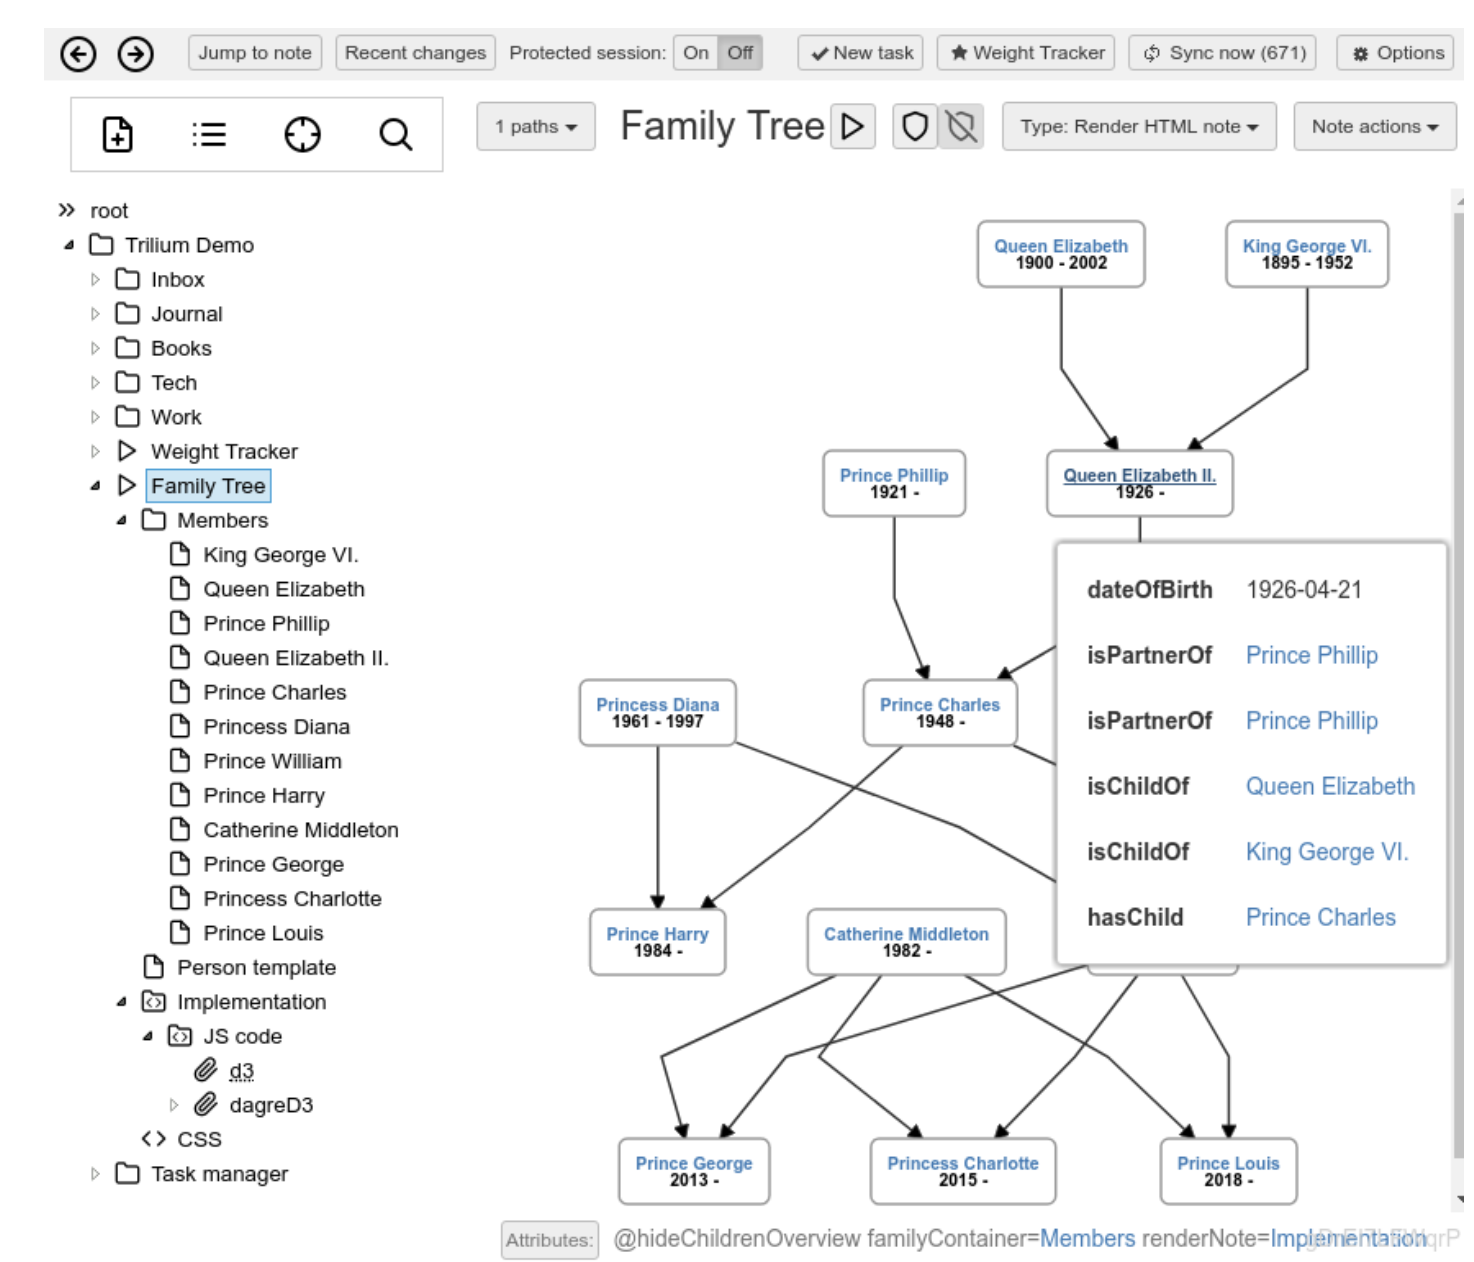 Jump to note Recent changes Protected session: On Off New task Weight Tracker Sync now (671) Options
1 paths Family Tree Type: Render HTML note Note actions
root
Trilium Demo
Inbox
Journal
Books
Tech
Work
Weight Tracker
Family Tree
Members
King George VI.
Queen Elizabeth
Prince Phillip
Queen Elizabeth II.
Prince Charles
Princess Diana
Prince William
Prince Harry
Catherine Middleton
Prince George
Princess Charlotte
Prince Louis
Person template
Implementation
JS code
d3
dagreD3
CSS
Task manager
Queen Elizabeth
1900 - 2002
King George VI.
1895 - 1952
Prince Phillip
1921 -
Queen Elizabeth II.
1926 -
dateOfBirth 1926-04-21
isPartnerOf Prince Phillip
isPartnerOf Prince Phillip
isChildOf Queen Elizabeth
isChildOf King George VI.
hasChild Prince Charles
Princess Diana
1961 - 1997
Prince Charles
1948 -
Prince Harry
1984 -
Catherine Middleton
1982 -
Prince George
2013 -
Princess Charlotte
2015 -
Prince Louis
2018 -
Attributes: @hideChildrenOverview familyContainer=Members renderNote=Implementation